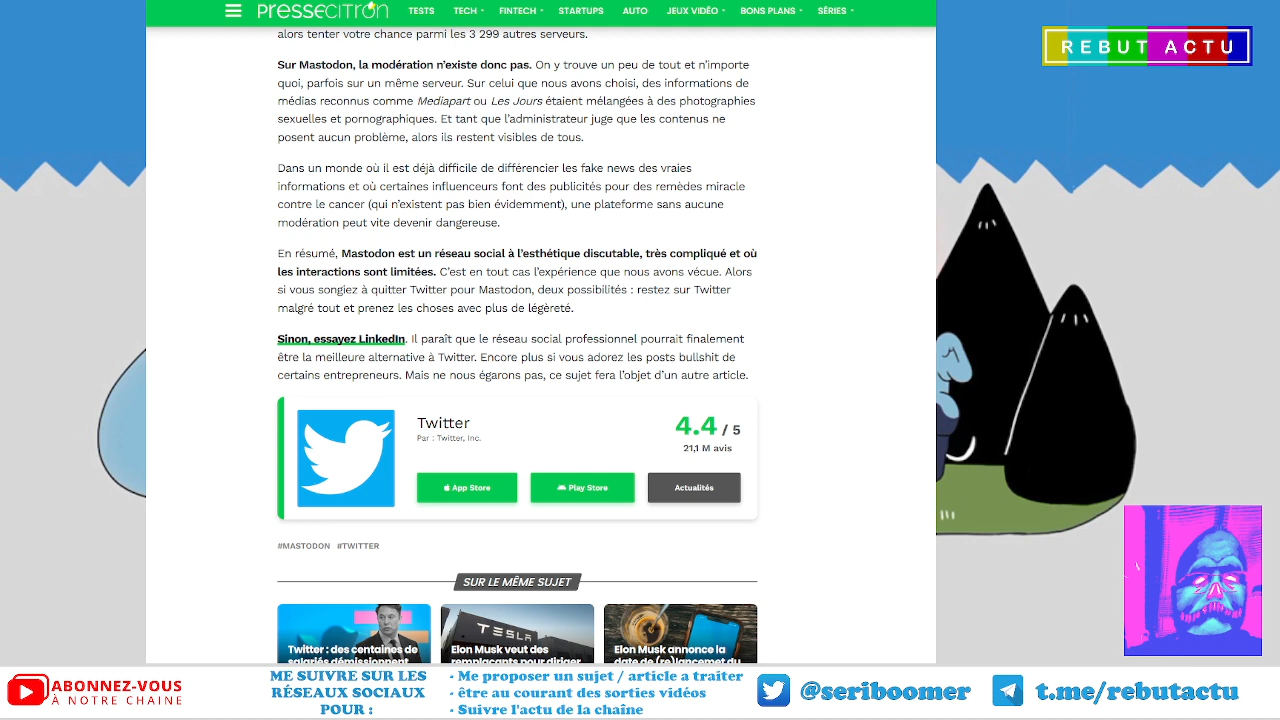 PRESSECITRON TESTS TECH FINTECH STARTUPS AUTO JEUX VIDÉO BONS PLANS SÉRIES
REBUT ACTU
alors tenter votre chance parmi les 3 299 autres serveurs.
Sur Mastodon, la modération n'existe donc pas. On y trouve un peu de tout et n'importe
quoi, parfois sur un même serveur. Sur celui que nous avons choisi, des informations de
médias reconnus comme Mediapart ou Les Jours étaient mélangées à des photographies
sexuelles et pornographiques. Et tant que l'administrateur juge que les contenus ne
posent aucun problème, alors ils restent visibles de tous.
Dans un monde où il est déjà difficile de différencier les fake news des vraies
informations et où certaines influenceurs font des publicités pour des remèdes miracle
contre le cancer (qui n'existent pas bien évidemment), une plateforme sans aucune
modération peut vite devenir dangereuse.
En résumé, Mastodon est un réseau social à l'esthétique discutable, très compliqué et où
les interactions sont limitées. C'est en tout cas l'expérience que nous avons vécue. Alors
si vous songiez à quitter Twitter pour Mastodon, deux possibilités : restez sur Twitter
malgré tout et prenez les choses avec plus de légèreté.
Sinon, essayez LinkedIn. Il paraît que le réseau social professionnel pourrait finalement
être la meilleure alternative à Twitter. Encore plus si vous adorez les posts bullshit de
certains entrepreneurs. Mais ne nous égarons pas, ce sujet fera l'objet d'un autre article.
Twitter
Par : Twitter, Inc.
4.4 / 5
21,1 M avis
App Store Play Store Actualités
#MASTODON #TWITTER
SUR LE MÊME SUJET
TESLA
Twitter : des centaines de
salariés démissionnent
Elon Musk veut des
remplaçants pour diriger
Elon Musk annonce la
date de (re)lancemet du
ABONNEZ-VOUS
À NOTRE CHAINE
ME SUIVRE SUR LES
RÉSEAUX SOCIAUX
POUR :
- Me proposer un sujet / article a traiter
- être au courant des sorties vidéos
- Suivre l'actu de la chaîne
@seriboomer
t.me/rebutactu